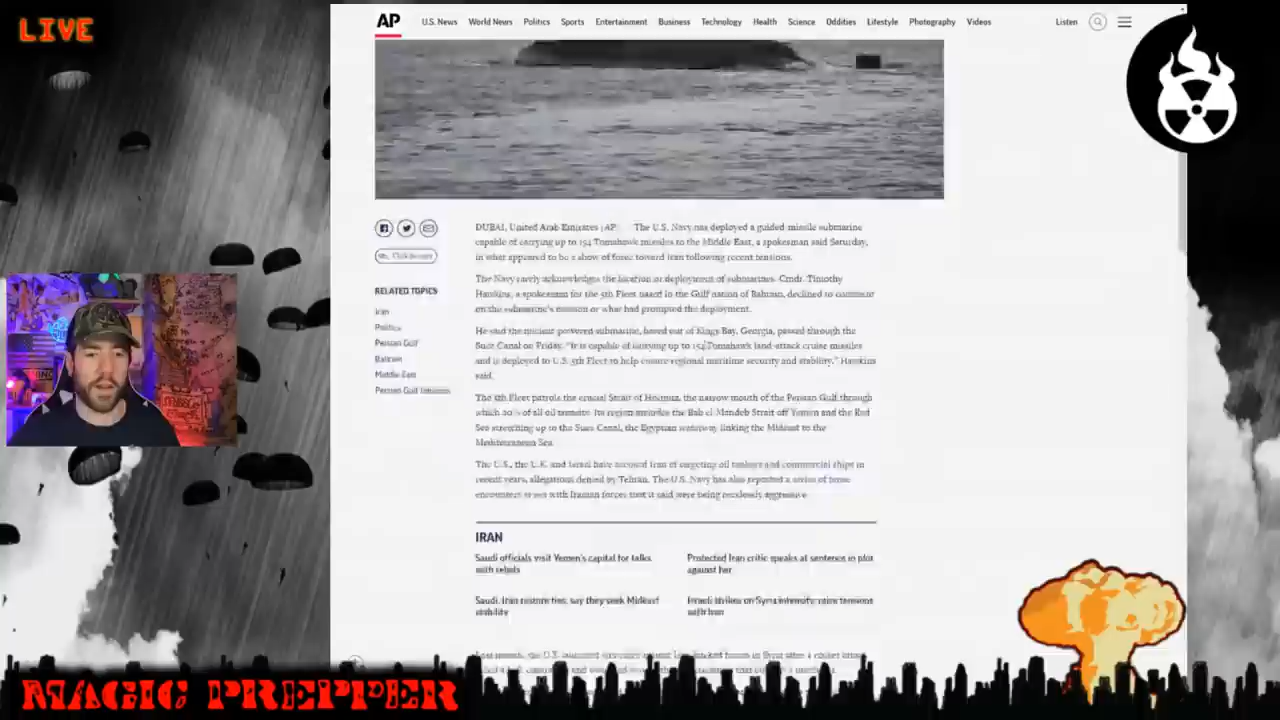 LIVE
AP
U.S. News World News Politics Sports Entertainment Business Technology Health Science Oddities Lifestyle Photography Videos
Listen
DUBAI, United Arab Emirates (AP) The U.S. Navy has deployed a guided missile submarine
capable of carrying up to 154 Tomahawk missiles to the Middle East, a spokesman said Saturday,
in what appeared to be a show of force toward Iran following recent tensions.
The Navy rarely acknowledges the location or deployment of submarines. Cmdr. Timothy
Hawkins, a spokesman for the 5th Fleet based in the Gulf nation of Bahrain, declined to comment
on the submarine's mission or what had prompted the deployment.
RELATED TOPICS
Iran
Politics
Persian Gulf
Bahrain
Middle East
Persian Gulf tensions
He said the nuclear powered submarine, based out of Kings Bay, Georgia, passed through the
Suez Canal on Friday. "It is capable of carrying up to 154 Tomahawk land-attack cruise missiles
and is deployed to U.S. 5th Fleet to help ensure regional maritime security and stability," Hawkins
said.
The 5th Fleet patrols the crucial Strait of Hormuz, the narrow mouth of the Persian Gulf through
which 20% of all oil transits. Its region includes the Bab el Mandeb Strait off Yemen and the Red
Sea stretching up to the Suez Canal, the Egyptian waterway linking the Mideast to the
Mediterranean Sea.
The U.S., the U.K. and Israel have accused Iran of targeting oil tankers and commercial ships in
recent years, allegations denied by Tehran. The U.S. Navy has also reported a series of tense
encounters at sea with Iranian forces that it said were being recklessly aggressive.
IRAN
Saudi officials visit Yemen's capital for talks
with rebels
Protected Iran critic speaks at sentence in plot
against her
Saudi, Iran restore ties, say they seek Mideast
stability
Israeli strikes on Syria intensify, raise tensions
with Iran
Last month, the U.S.
MAGIC PREPPER